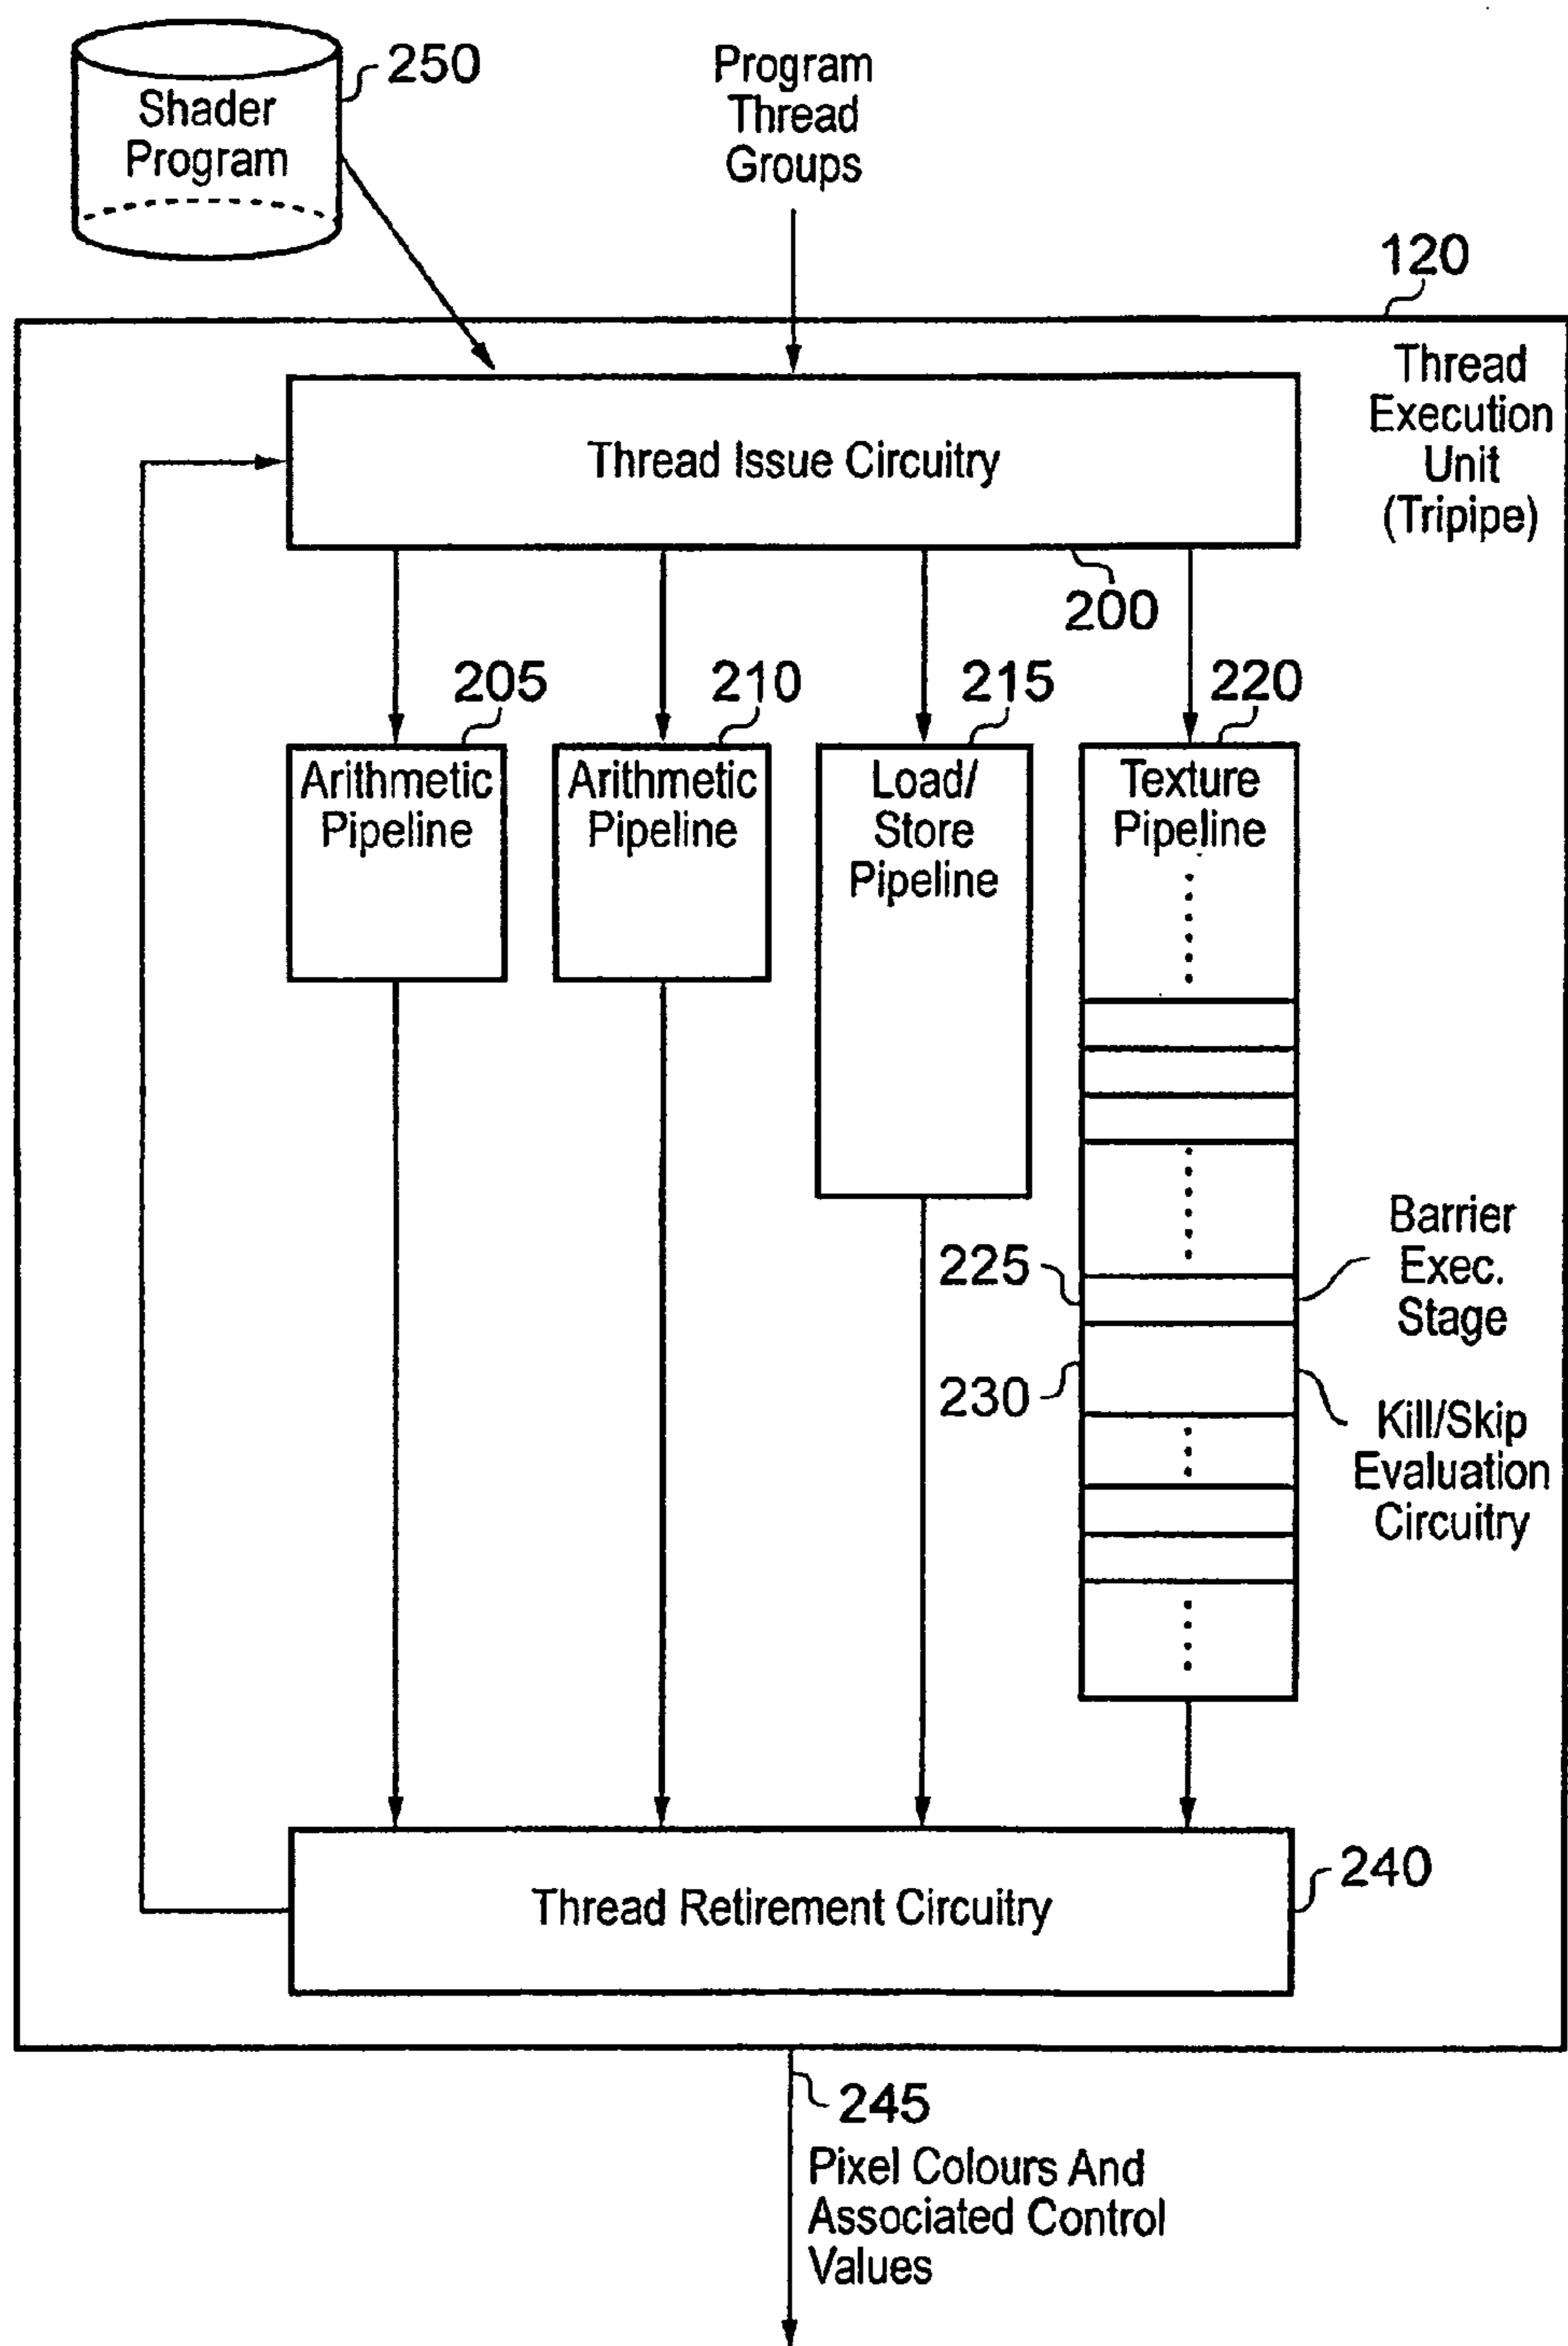 250
Shader
Program
Program
Thread
Groups
120
Thread
Execution
Unit
(Tripipe)
Thread Issue Circuitry
200
205
210
215
220
Arithmetic
Pipeline
Arithmetic
Pipeline
Load/
Store
Pipeline
Texture
Pipeline
225
Barrier
Exec.
Stage
230
Kill/Skip
Evaluation
Circuitry
Thread Retirement Circuitry
240
245
Pixel Colours And
Associated Control
Values